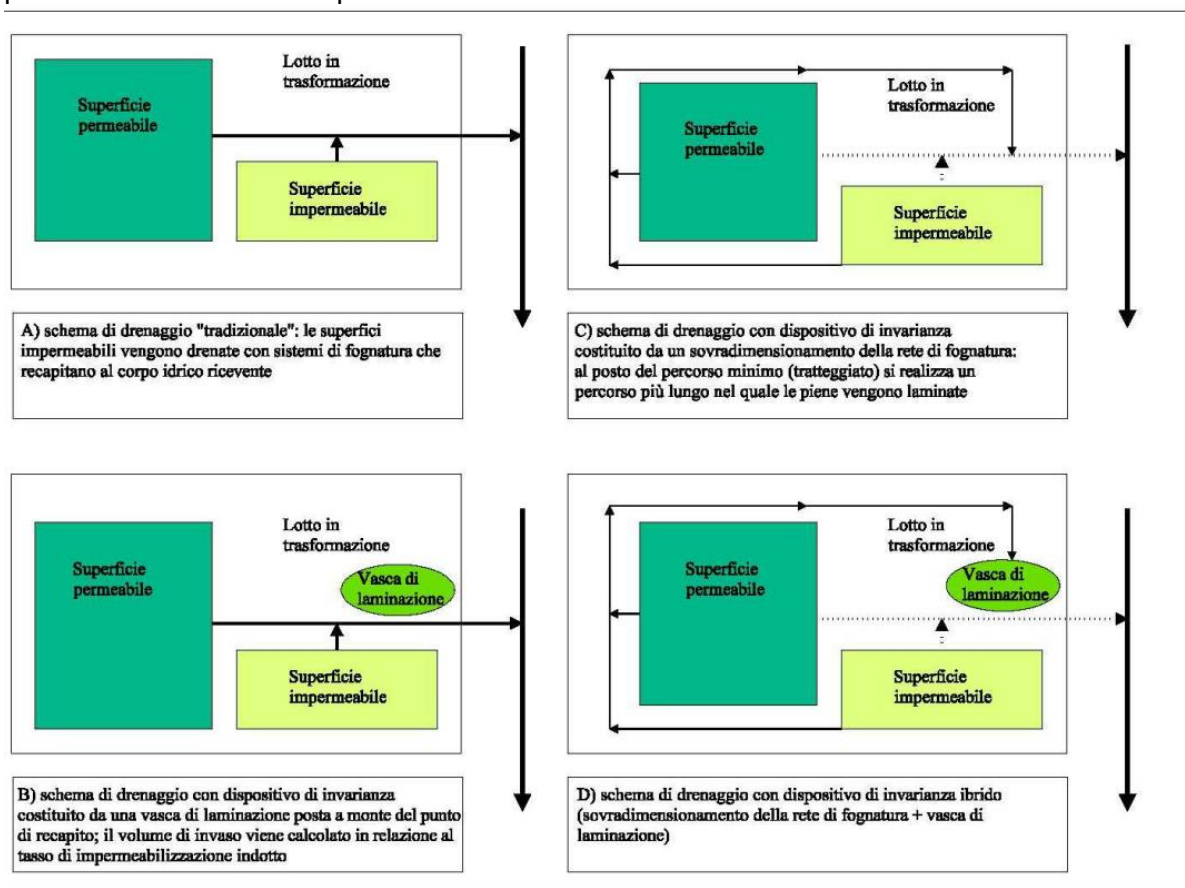 Lotto in
trasformazione
Superficie
permeabile
Superficie
impermeabile
A) schema di drenaggio "tradizionale": le superfici
impermeabili vengono drenate con sistemi di fognatura che
recapitano al corpo idrico ricevente
Lotto in
trasformazione
Superficie
permeabile
Superficie
impermeabile
C) schema di drenaggio con dispositivo di invarianza
costituito da un sovradimensionamento della rete di fognatura:
al posto del percorso minimo (tratteggiato) si realizza un
percorso più lungo nel quale le piene vengono laminate
Lotto in
trasformazione
Superficie
permeabile
Vasca di
laminazione
Superficie
impermeabile
B) schema di drenaggio con dispositivo di invarianza
costituito da una vasca di laminazione posta a monte del punto
di recapito; il volume di invaso viene calcolato in relazione al
tasso di impermeabilizzazione indotto
Lotto in
trasformazione
Superficie
permeabile
Vasca di
laminazione
Superficie
impermeabile
D) schema di drenaggio con dispositivo di invarianza ibrido
(sovradimensionamento della rete di fognatura + vasca di
laminazione)